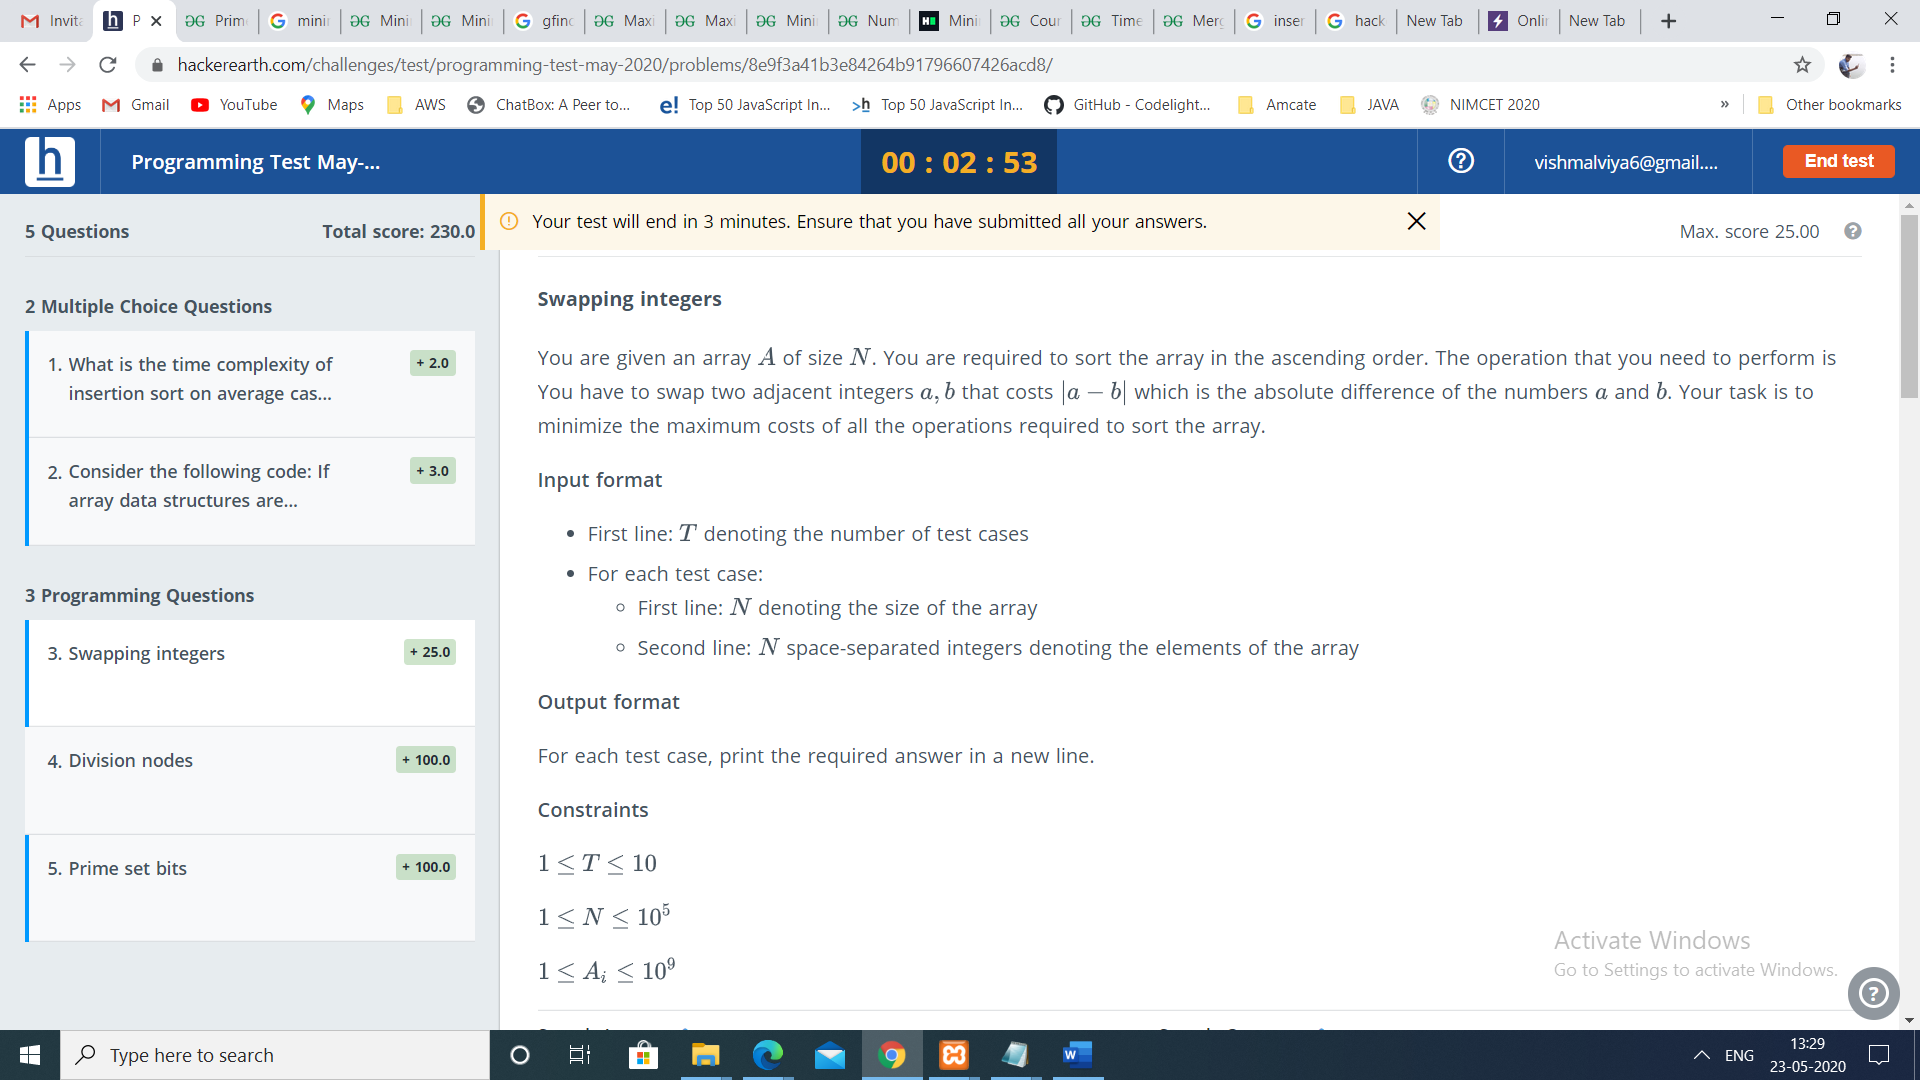 Invit
P
Prim
minir
Mini
Mini
gfinc
Maxi
Maxi
Mini
Num
Mini
Cour
Time
Merg
inser
hack
New Tab
Onlir
New Tab
hackerearth.com/challenges/test/programming-test-may-2020/problems/8e9f3a41b3e84264b91796607426acd8/
Apps
Gmail
YouTube
Maps
AWS
ChatBox: A Peer to...
Top 50 JavaScript In...
Top 50 JavaScript In...
GitHub - Codelight...
Amcate
JAVA
NIMCET 2020
»
Other bookmarks
h
Programming Test May-...
00 : 02 : 53
vishmalviya6@gmail....
End test
5 Questions
Total score: 230.0
Your test will end in 3 minutes. Ensure that you have submitted all your answers.
Max. score 25.00
2 Multiple Choice Questions
1. What is the time complexity of
insertion sort on average cas...
+ 2.0
2. Consider the following code: If
array data structures are...
+ 3.0
3 Programming Questions
3. Swapping integers
+ 25.0
4. Division nodes
+ 100.0
5. Prime set bits
+ 100.0
Swapping integers
You are given an array A of size N. You are required to sort the array in the ascending order. The operation that you need to perform is
You have to swap two adjacent integers a, b that costs |a − b| which is the absolute difference of the numbers a and b. Your task is to
minimize the maximum costs of all the operations required to sort the array.
Input format
• First line: T denoting the number of test cases
• For each test case:
◦ First line: N denoting the size of the array
◦ Second line: N space-separated integers denoting the elements of the array
Output format
For each test case, print the required answer in a new line.
Constraints
1 ≤ T ≤ 10
1 ≤ N ≤ 10⁵
1 ≤ Aᵢ ≤ 10⁹
Activate Windows
Go to Settings to activate Windows.
Type here to search
ENG
13:29
23-05-2020